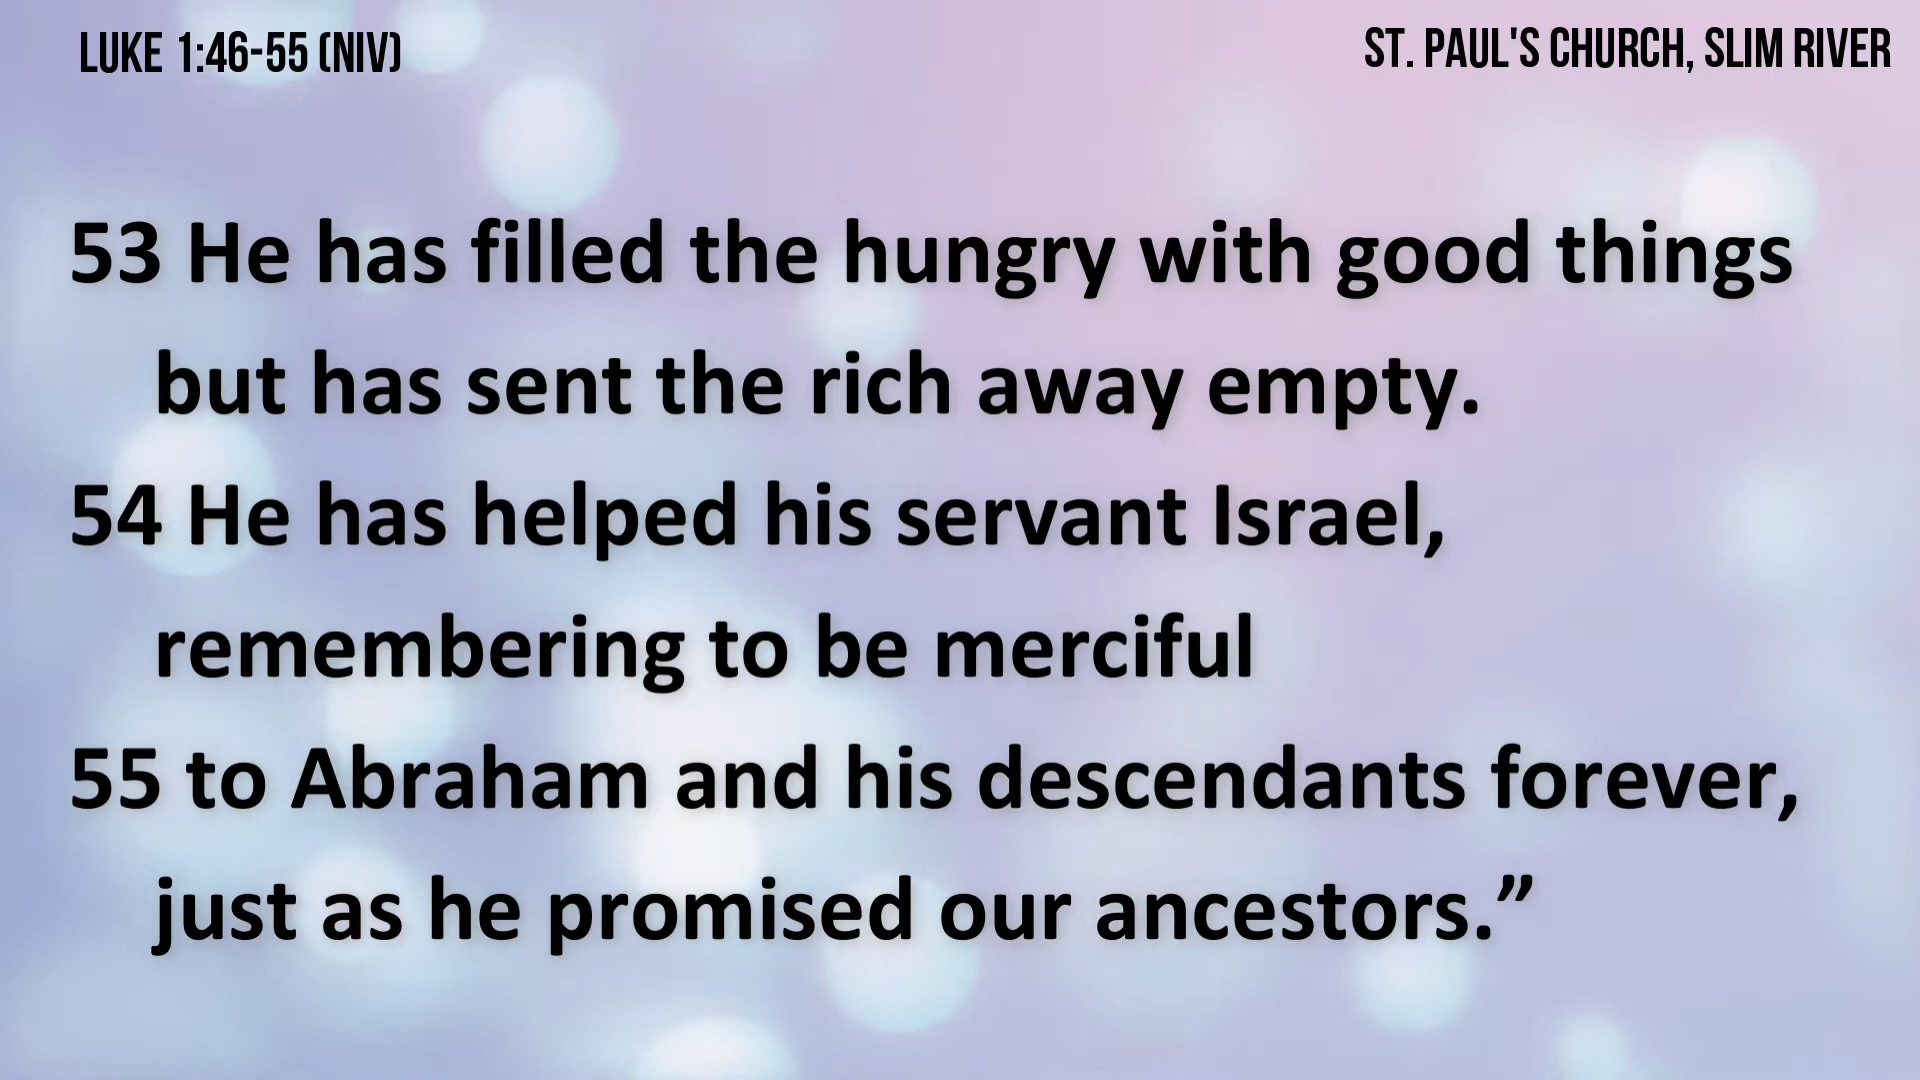 LUKE 1:46-55 (NIV)
ST. PAUL'S CHURCH, SLIM RIVER
53 He has filled the hungry with good things
but has sent the rich away empty.
54 He has helped his servant Israel,
remembering to be merciful
55 to Abraham and his descendants forever,
just as he promised our ancestors.”